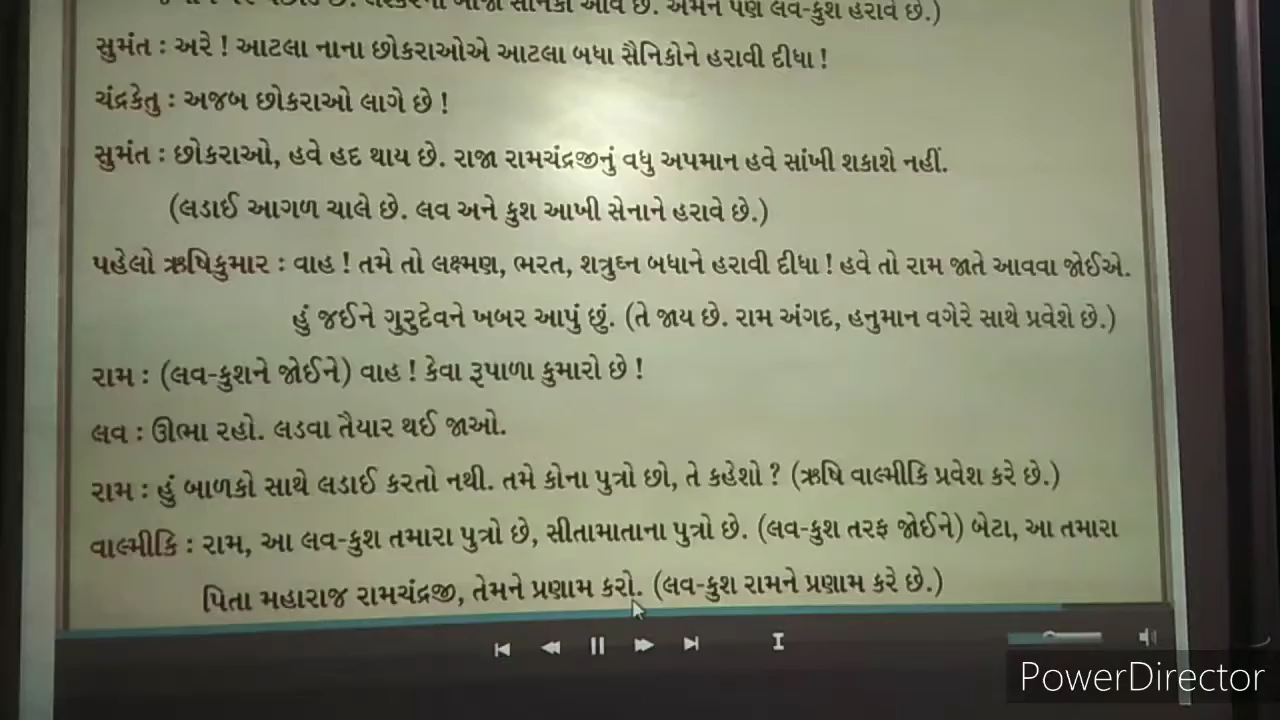 લવ-કુશ હરાવે છે.)
સુમંત : અરે ! આટલા નાના છોકરાઓએ આટલા બધા સૈનિકોને હરાવી દીધા !
ચંદ્રકેતુ : અજબ છોકરાઓ લાગે છે !
સુમંત : છોકરાઓ, હવે હદ થાય છે. રાજા રામચંદ્રજીનું વધુ અપમાન હવે સાંખી શકાશે નહીં.
(લડાઈ આગળ ચાલે છે. લવ અને કુશ આખી સેનાને હરાવે છે.)
પહેલો ઋષિકુમાર : વાહ ! તમે તો લક્ષ્મણ, ભરત, શત્રુઘ્ન બધાને હરાવી દીધા ! હવે તો રામ જાતે આવવા જોઈએ.
હું જઈને ગુરુદેવને ખબર આપું છું. (તે જાય છે. રામ અંગદ, હનુમાન વગેરે સાથે પ્રવેશે છે.)
રામ : (લવ-કુશને જોઈને) વાહ ! કેવા રૂપાળા કુમારો છે !
લવ : ઊભા રહો. લડવા તૈયાર થઈ જાઓ.
રામ : હું બાળકો સાથે લડાઈ કરતો નથી. તમે કોના પુત્રો છો, તે કહેશો ? (ઋષિ વાલ્મીકિ પ્રવેશ કરે છે.)
વાલ્મીકિ : રામ, આ લવ-કુશ તમારા પુત્રો છે, સીતામાતાના પુત્રો છે. (લવ-કુશ તરફ જોઈને) બેટા, આ તમારા
પિતા મહારાજ રામચંદ્રજી, તેમને પ્રણામ કરો. (લવ-કુશ રામને પ્રણામ કરે છે.)
PowerDirector